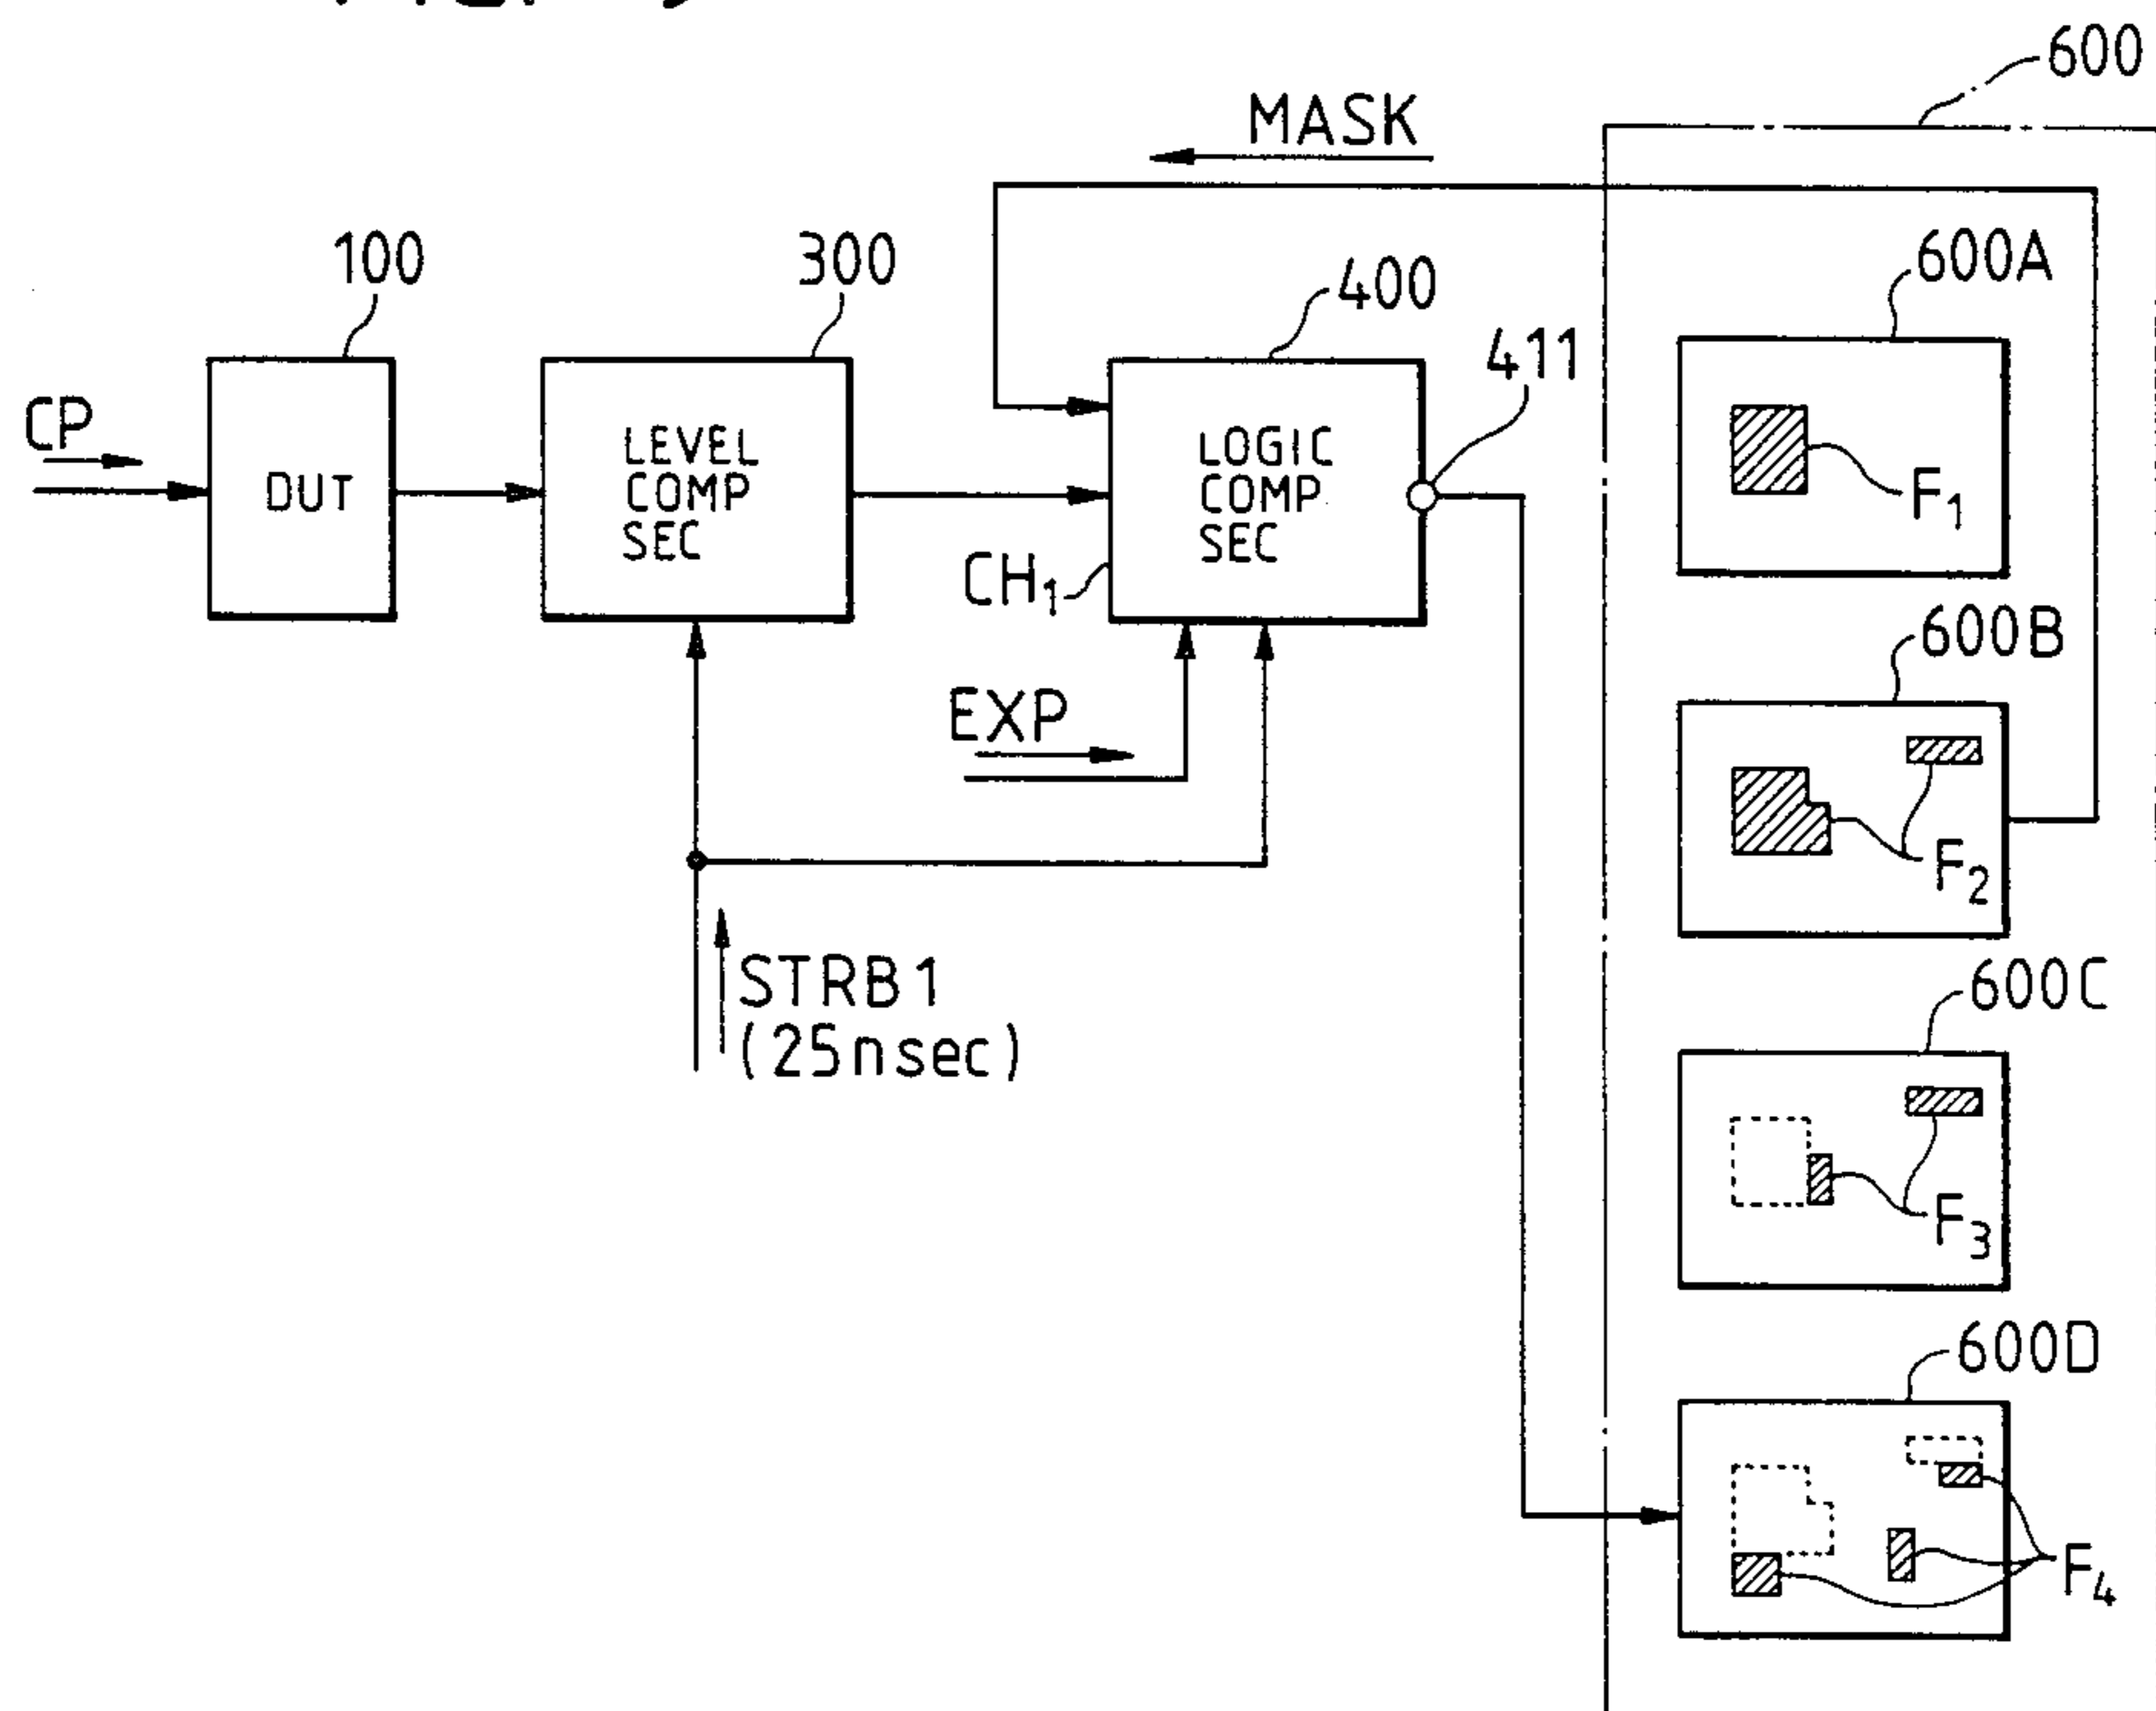 600
MASK
100
300
400
411
600A
CP
DUT
LEVEL
COMP
SEC
LOGIC
COMP
SEC
F1
CH1
600B
EXP
F2
STRB1
(25nsec)
600C
F3
600D
F4